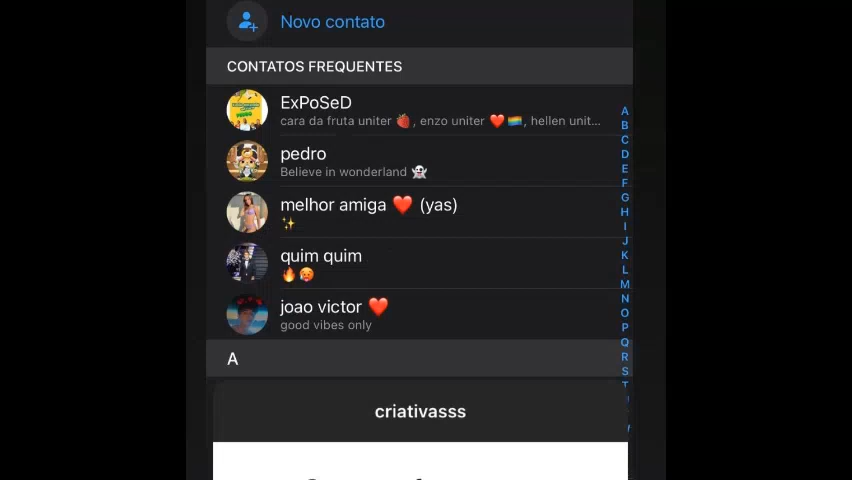 Novo contato
CONTATOS FREQUENTES
ExPoSeD
cara da fruta uniter 🍓, enzo uniter ❤️🏳️‍🌈, hellen unit...
pedro
Believe in wonderland 👻
melhor amiga ❤️ (yas)
✨
quim quim
🔥🥵
joao victor ❤️
good vibes only
A
criativasss
A
B
C
D
E
F
G
H
I
J
K
L
M
N
O
P
Q
R
S
T